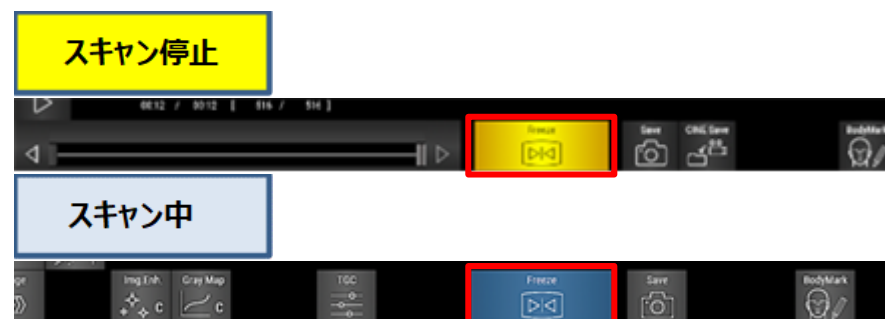 スキャン停止
00:12 / 00:12 [ 516 / 516 ]
Freeze
Save
CINE Save
BodyMark
スキャン中
Img.Enh.
Gray Map
TGC
Freeze
Save
BodyMark
C
C